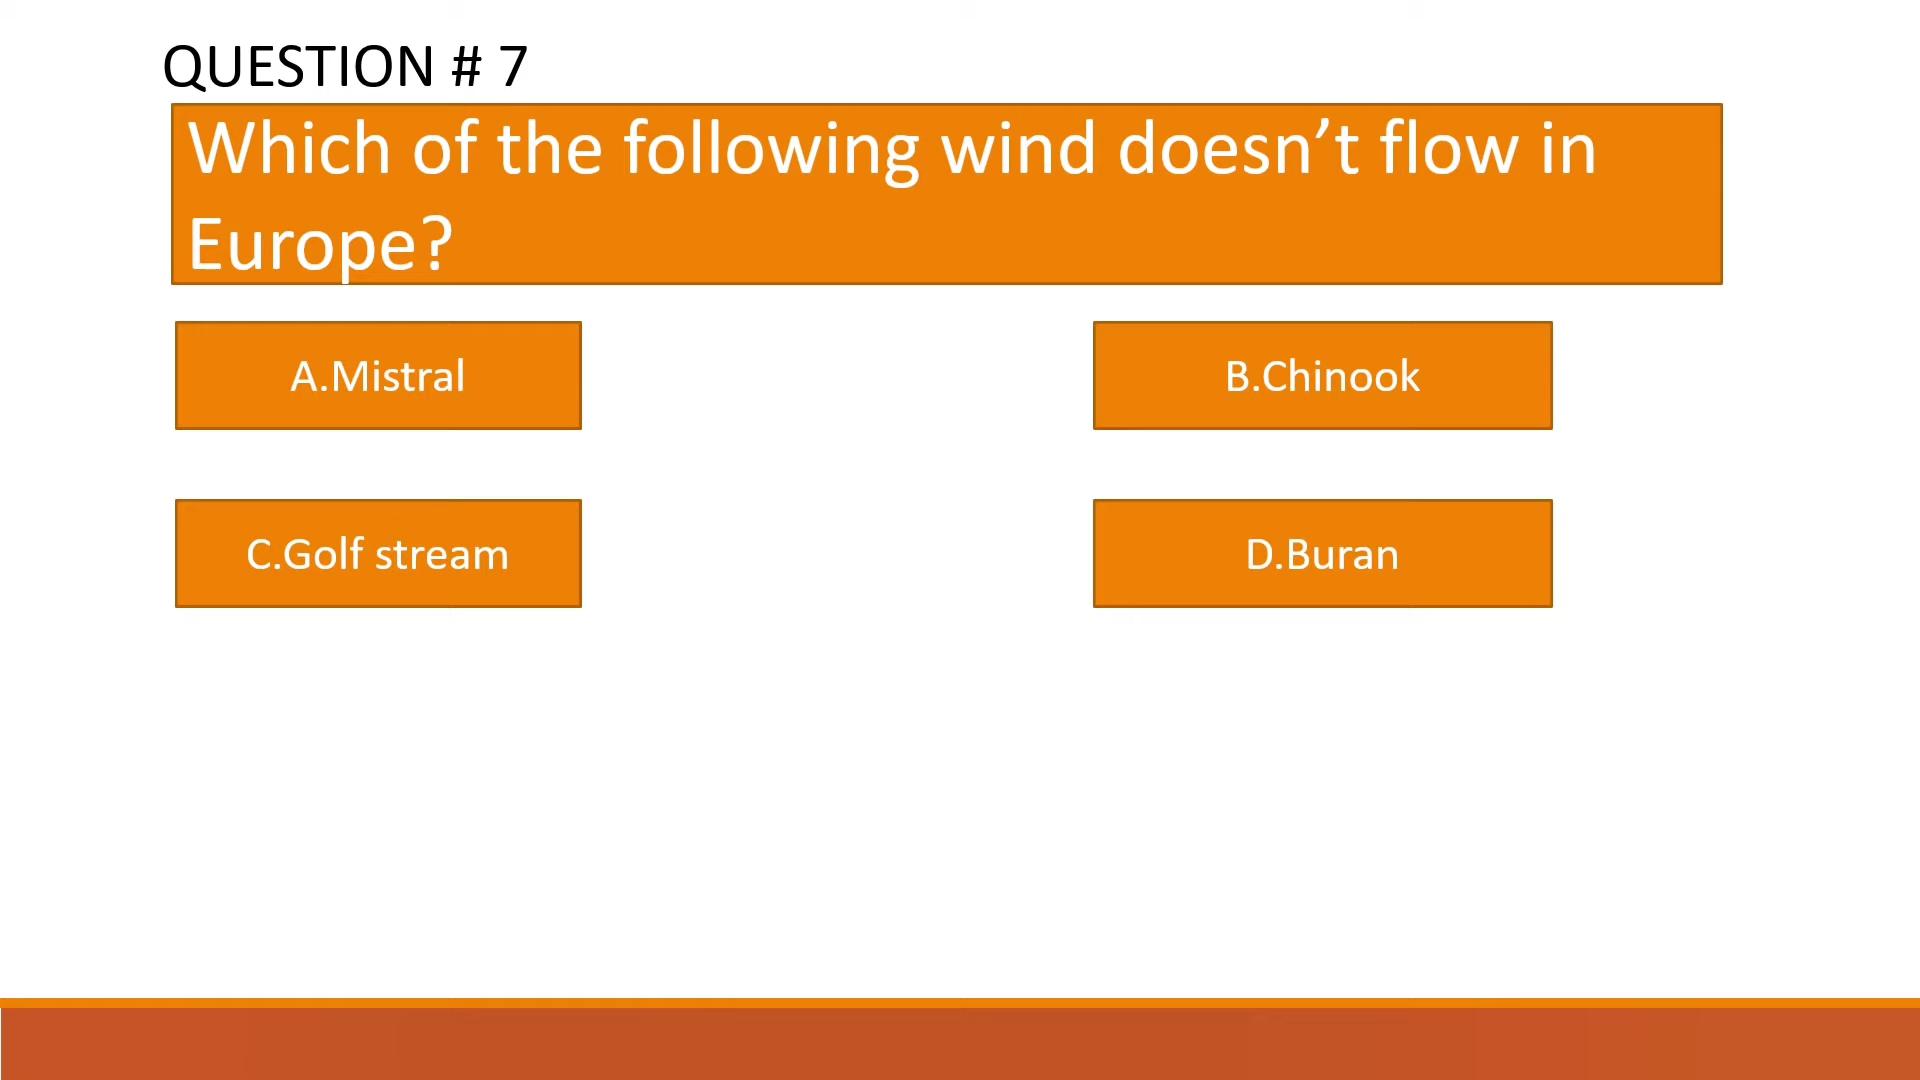 QUESTION # 7
Which of the following wind doesn’t flow in
Europe?
A.Mistral
B.Chinook
C.Golf stream
D.Buran